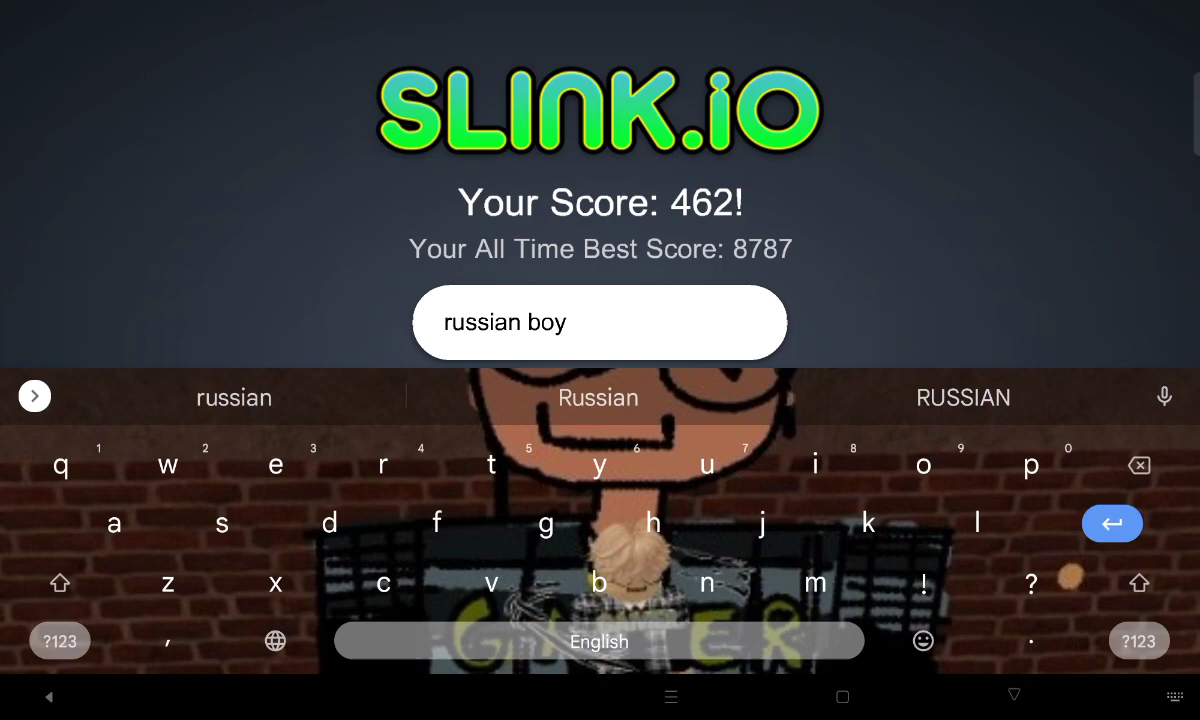 SLINK.iO
Your Score: 462!
Your All Time Best Score: 8787
russian boy
russian Russian RUSSIAN
1 2 3 4 5 6 7 8 9 0
q w e r t y u i o p
a s d f g h j k l
z x c v b n m ! ?
?123 , English . ?123